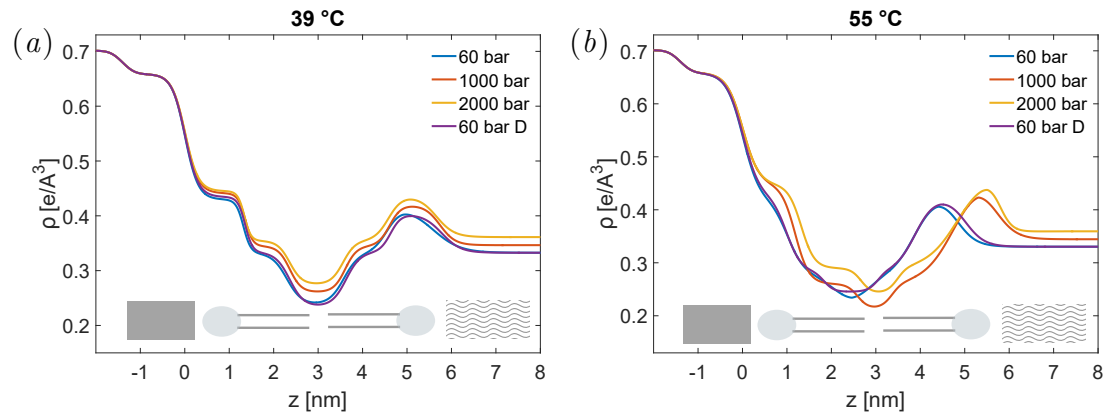 39 °C
(a)
ρ [e/A³]
0.7
0.6
0.5
0.4
0.3
0.2
60 bar
1000 bar
2000 bar
60 bar D
-1 0 1 2 3 4 5 6 7 8
z [nm]
55 °C
(b)
ρ [e/A³]
0.7
0.6
0.5
0.4
0.3
0.2
60 bar
1000 bar
2000 bar
60 bar D
-1 0 1 2 3 4 5 6 7 8
z [nm]